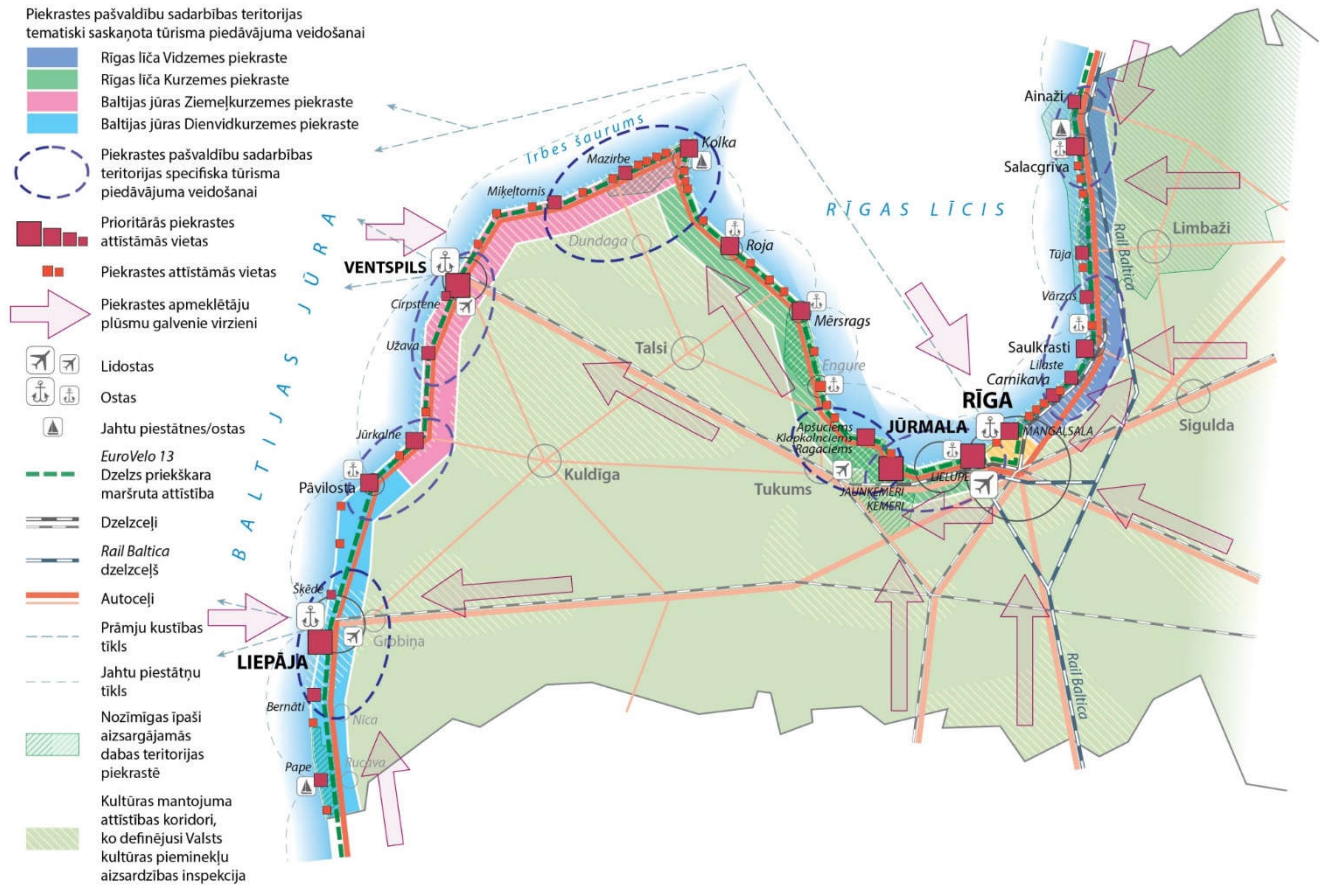 Piekrastes pašvaldību sadarbības teritorijas
tematiski saskaņota tūrisma piedāvājuma veidošanai
Rīgas līča Vidzemes piekraste
Rīgas līča Kurzemes piekraste
Baltijas jūras Ziemeļkurzemes piekraste
Baltijas jūras Dienvidkurzemes piekraste
Piekrastes pašvaldību sadarbības
teritorijas specifiska tūrisma
piedāvājuma veidošanai
Prioritārās piekrastes
attīstāmās vietas
Piekrastes attīstāmās vietas
Piekrastes apmeklētāju
plūsmu galvenie virzieni
Lidostas
Ostas
Jahtu piestātnes/ostas
EuroVelo 13
Dzelzs priekškara
maršruta attīstība
Dzelzceļi
Rail Baltica
dzelzceļš
Autoceļi
Prāmju kustības
tīkls
Jahtu piestātņu
tīkls
Nozīmīgas īpaši
aizsargājamās
dabas teritorijas
piekrastē
Kultūras mantojuma
attīstības koridori,
ko definējusi Valsts
kultūras pieminekļu
aizsardzības inspekcija
BALTIJAS JŪRA
Irbes šaurums
RĪGAS LĪCIS
Kolka
Mazirbe
Miķeļtornis
Dundaga
VENTSPILS
Cirpstene
Užava
Jūrkalne
Pāvilosta
Šķēde
LIEPĀJA
Grobiņa
Bernāti
Nīca
Rucava
Pape
Roja
Mērsrags
Talsi
Engure
Kuldīga
Tukums
Apšuciems
Klapkalnciems
Ragaciems
JAUNĶEMERI
ĶEMERI
JŪRMALA
LIELUPE
RĪGA
MANGAĻSALA
Carnikava
Lilaste
Saulkrasti
Vārzas
Tūja
Salacgrīva
Ainaži
Limbaži
Sigulda
Rail Baltica
Rail Baltica